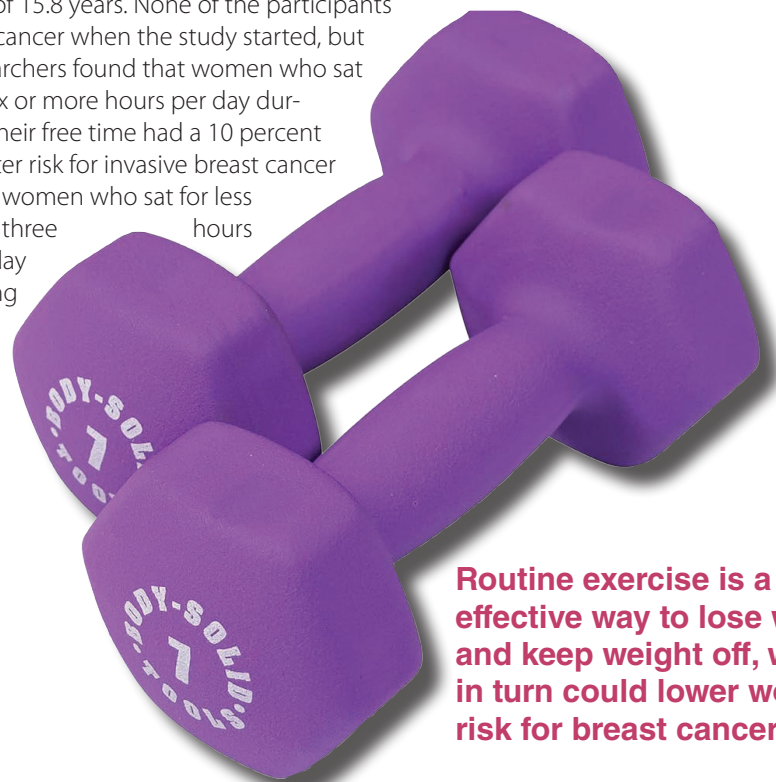 of 15.8 years. None of the participants
cancer when the study started, but
archers found that women who sat
x or more hours per day dur-
heir free time had a 10 percent
ter risk for invasive breast cancer
women who sat for less
three hours
lay
ng
BODY-SOL
7
TOO
BODY-SOLID
7
TOOLS
Routine exercise is a
effective way to lose
and keep weight off,
in turn could lower
risk for breast cancer